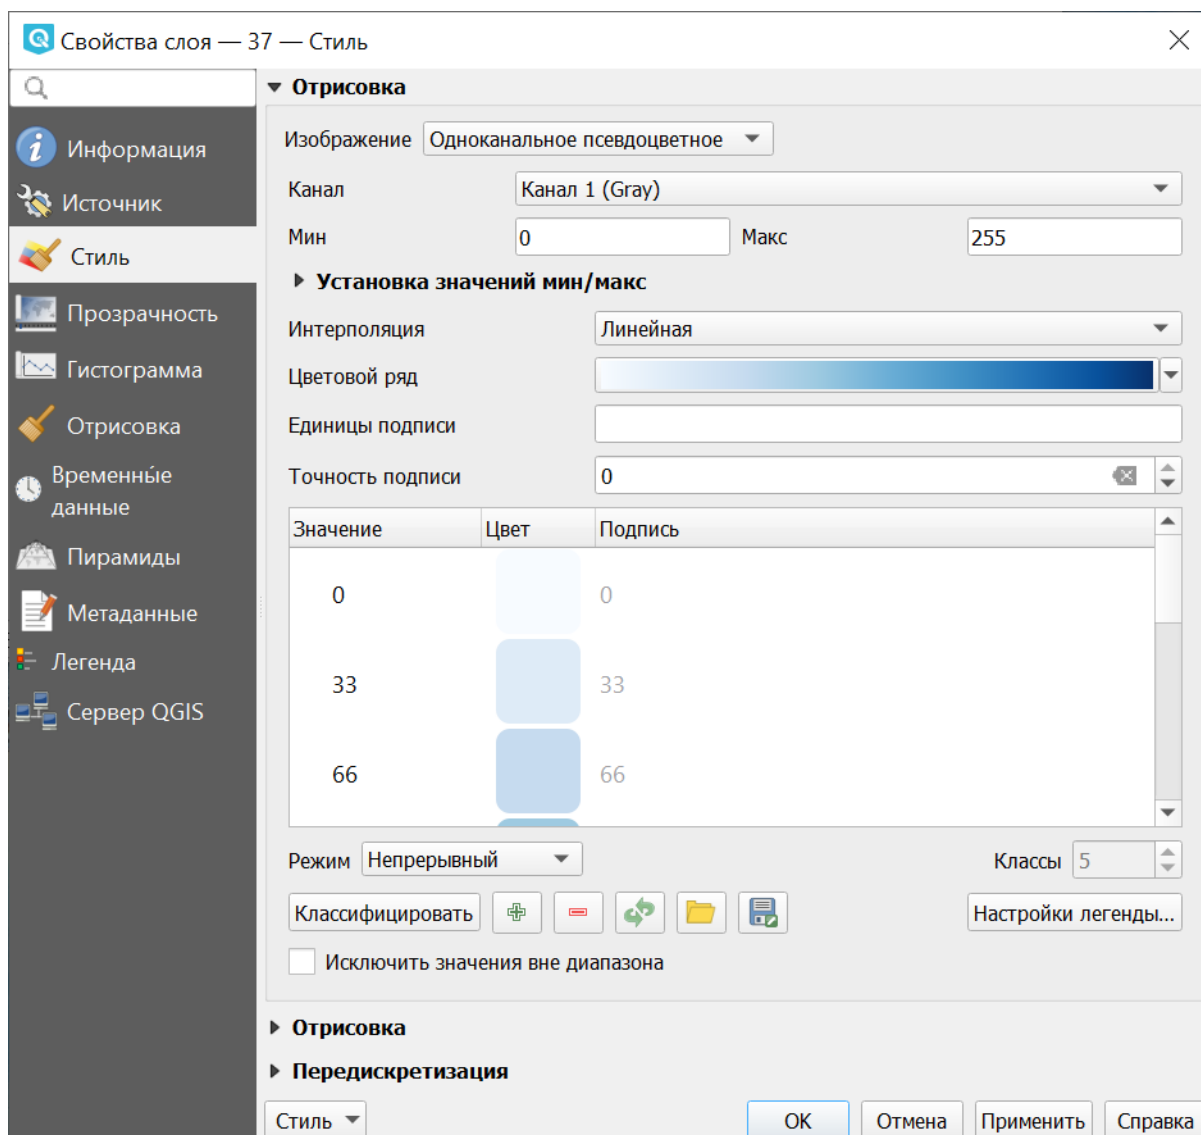 Свойства слоя — 37 — Стиль
Информация
Источник
Стиль
Прозрачность
Гистограмма
Отрисовка
Временны́е
данные
Пирамиды
Метаданные
Легенда
Сервер QGIS
Отрисовка
Изображение Одноканальное псевдоцветное
Канал Канал 1 (Gray)
Мин 0 Макс 255
Установка значений мин/макс
Интерполяция Линейная
Цветовой ряд
Единицы подписи
Точность подписи 0
Значение Цвет Подпись
0 0
33 33
66 66
Режим Непрерывный Классы 5
Классифицировать Настройки легенды...
Исключить значения вне диапазона
Отрисовка
Передискретизация
Стиль OK Отмена Применить Справка